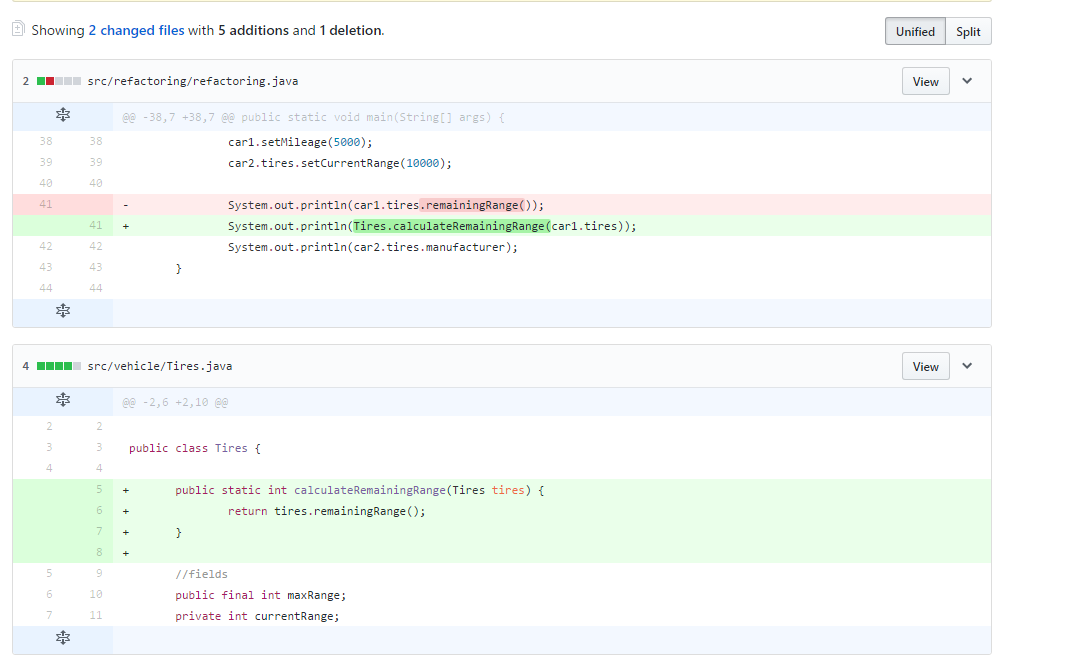 Showing 2 changed files with 5 additions and 1 deletion.
Unified Split
2 src/refactoring/refactoring.java View
@@ -38,7 +38,7 @@ public static void main(String[] args) {
38 38 car1.setMileage(5000);
39 39 car2.tires.setCurrentRange(10000);
40 40
41 - System.out.println(car1.tires.remainingRange());
41 + System.out.println(Tires.calculateRemainingRange(car1.tires));
42 42 System.out.println(car2.tires.manufacturer);
43 43 }
44 44
4 src/vehicle/Tires.java View
@@ -2,6 +2,10 @@
2 2
3 3 public class Tires {
4 4
5 + public static int calculateRemainingRange(Tires tires) {
6 + return tires.remainingRange();
7 + }
8 +
5 9 //fields
6 10 public final int maxRange;
7 11 private int currentRange;